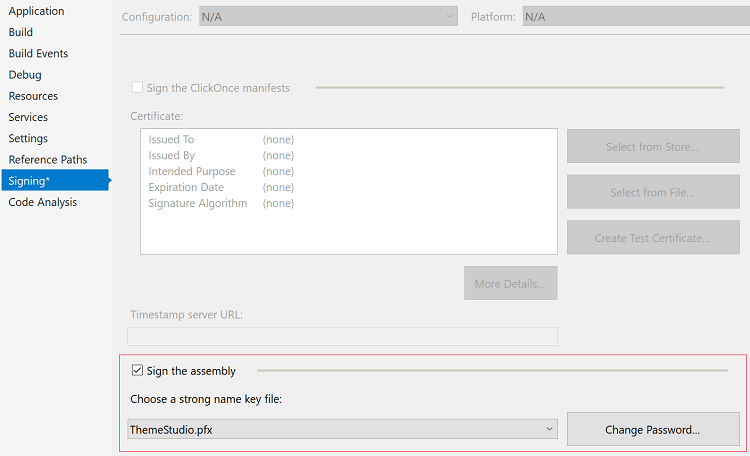 Application
Build
Build Events
Debug
Resources
Services
Settings
Reference Paths
Signing*
Code Analysis
Configuration: N/A Platform: N/A
Sign the ClickOnce manifests
Certificate:
Issued To (none)
Issued By (none)
Intended Purpose (none)
Expiration Date (none)
Signature Algorithm (none)
Select from Store...
Select from File...
Create Test Certificate...
More Details...
Timestamp server URL:
Sign the assembly
Choose a strong name key file:
ThemeStudio.pfx
Change Password...